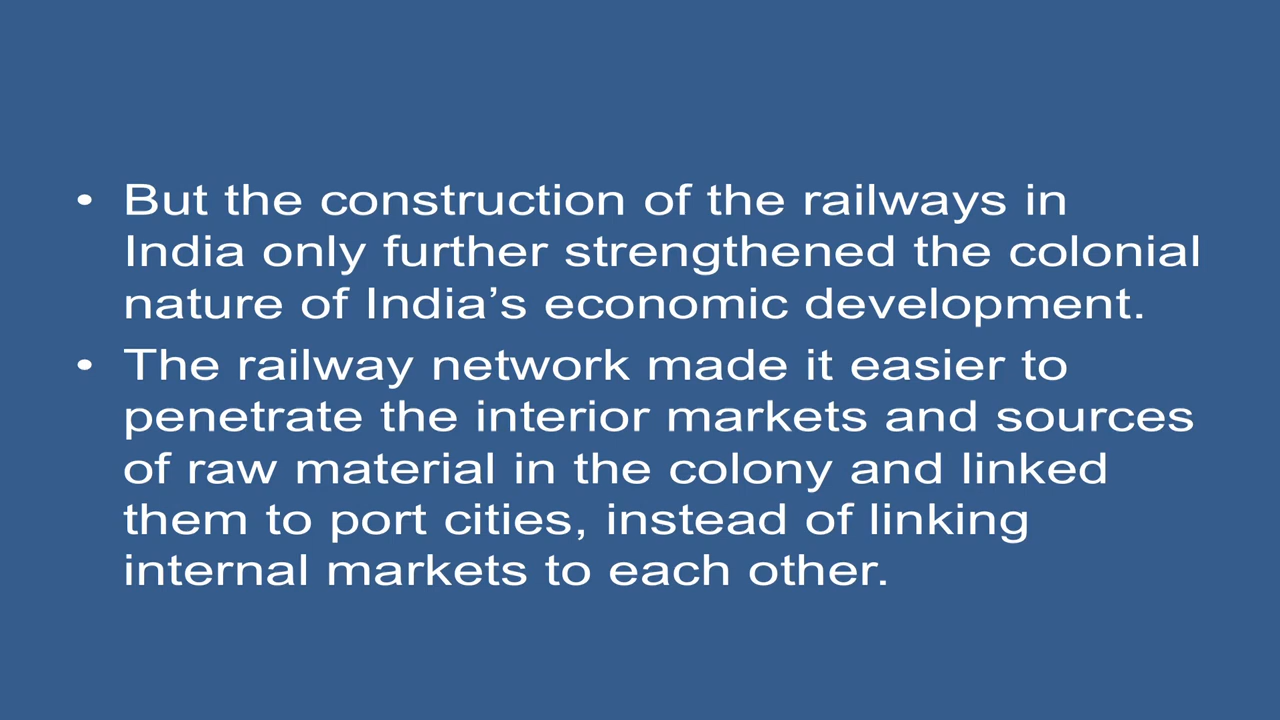 • But the construction of the railways in
India only further strengthened the colonial
nature of India’s economic development.
• The railway network made it easier to
penetrate the interior markets and sources
of raw material in the colony and linked
them to port cities, instead of linking
internal markets to each other.